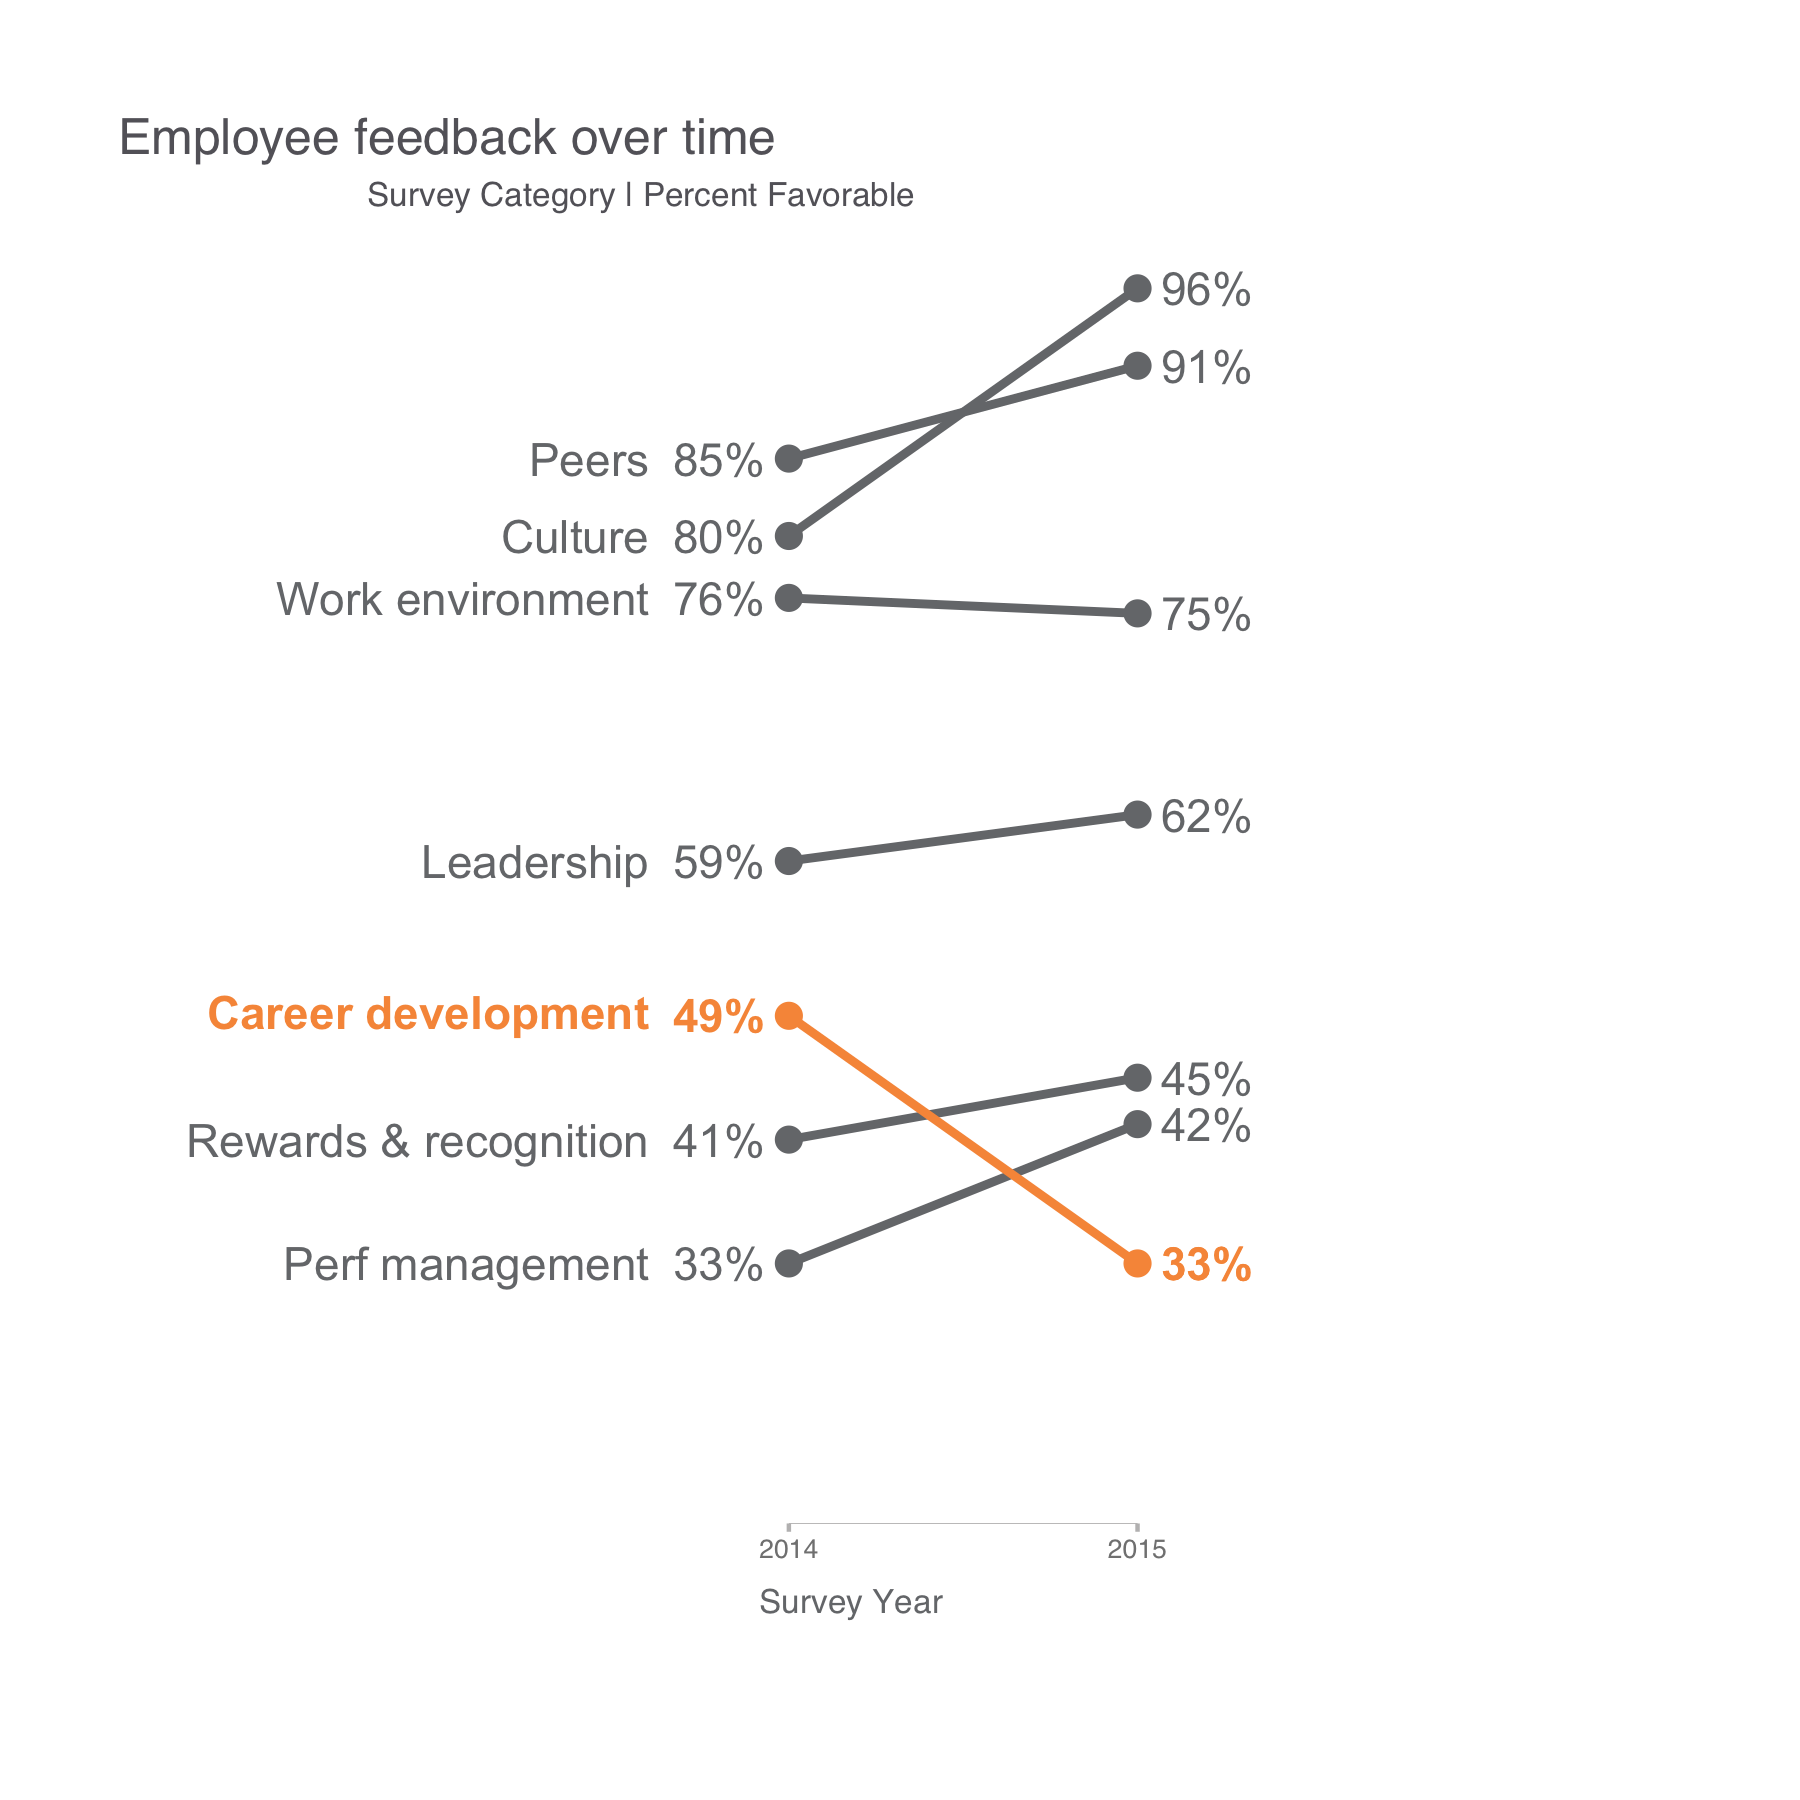 Employee feedback over time
Survey Category | Percent Favorable
96%
91%
Peers 85%
Culture 80%
Work environment 76%
75%
62%
Leadership 59%
Career development 49%
45%
42%
Rewards & recognition 41%
Perf management 33%
33%
2014 2015
Survey Year